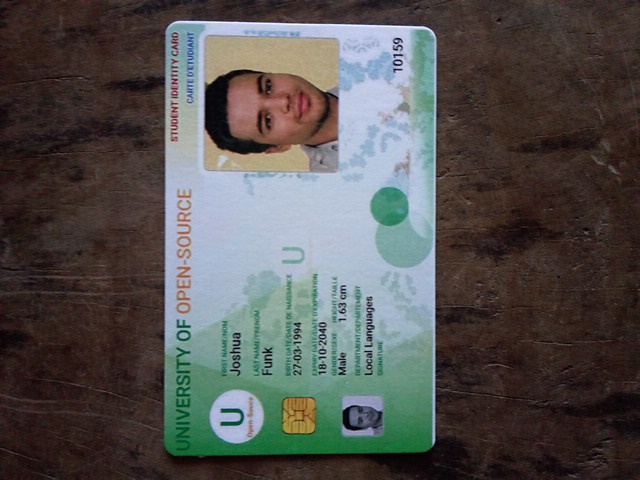 UNIVERSITY OF OPEN-SOURCE
STUDENT IDENTITY CARD
CARTE D'ETUDIANT
U
Open Source
FIRST NAME/NOM
Joshua
LAST NAME/PRENOM
Funk
BIRTH DATE/DATE DE NAISSANCE
27-03-1994
EXPIRY DATE/DATE D'EXPIRATION
18-10-2040
GENDER/SEXE HEIGHT/TAILLE
Male 1.63 cm
DEPARTMENT/DEPARTEMENT
Local Languages
SIGNATURE
U
10159